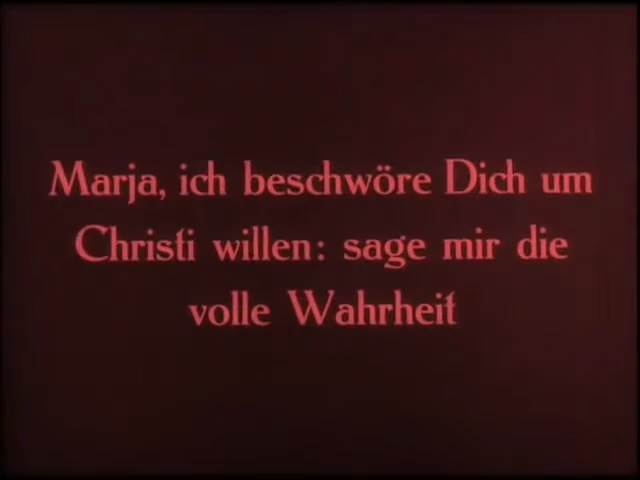 Marja, ich beschwöre Dich um
Christi willen: sage mir die
volle Wahrheit